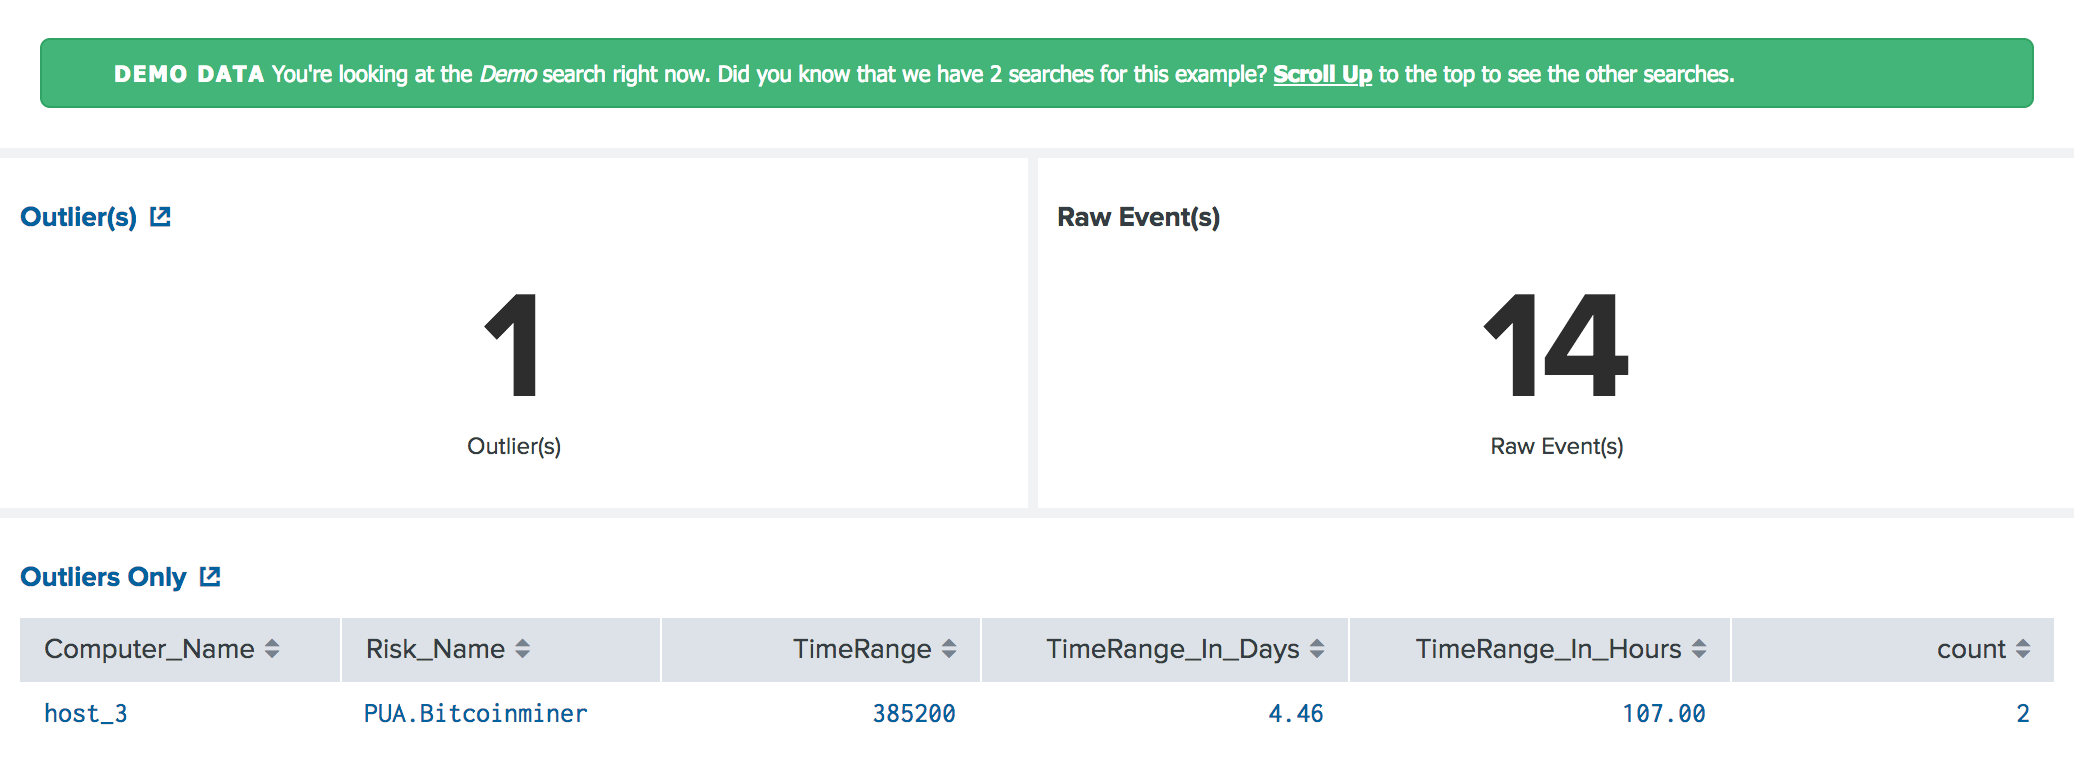 DEMO DATA You're looking at the Demo search right now. Did you know that we have 2 searches for this example? Scroll Up to the top to see the other searches.
Outlier(s)
1
Outlier(s)
Raw Event(s)
14
Raw Event(s)
Outliers Only
Computer_Name Risk_Name TimeRange TimeRange_In_Days TimeRange_In_Hours count
host_3 PUA.Bitcoinminer 385200 4.46 107.00 2